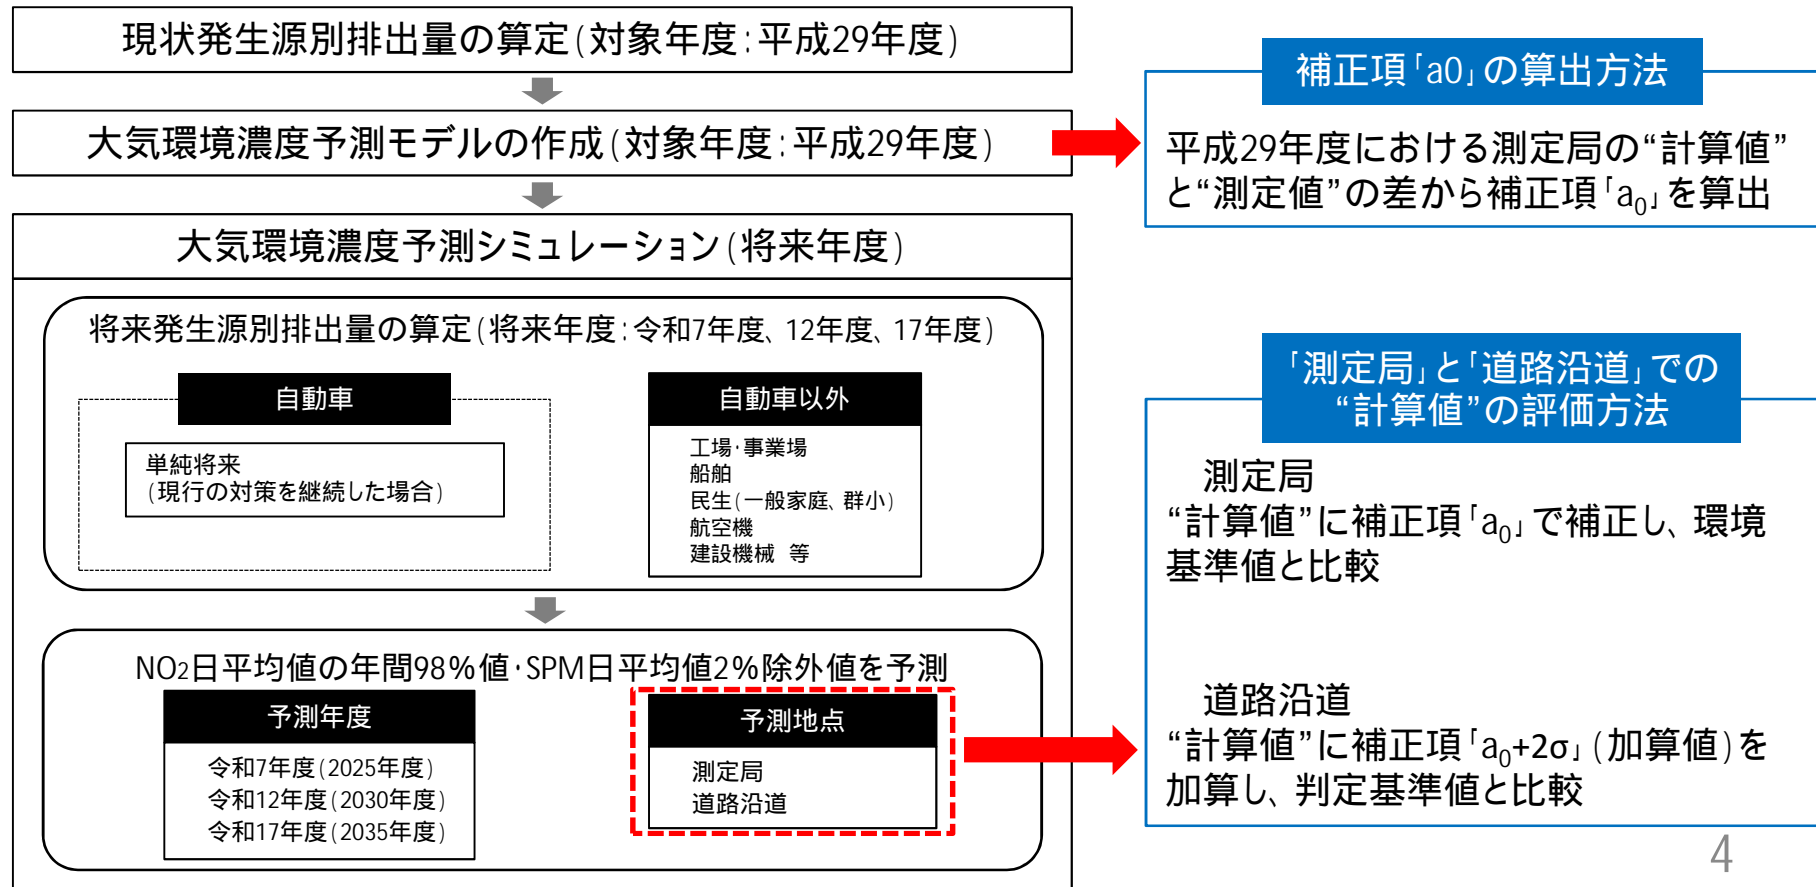 現状発生源別排出量の算定(対象年度:平成29年度)
大気環境濃度予測モデルの作成(対象年度:平成29年度)
大気環境濃度予測シミュレーション(将来年度)
将来発生源別排出量の算定(将来年度:令和7年度、12年度、17年度)
自動車
単純将来
(現行の対策を継続した場合)
自動車以外
工場・事業場
船舶
民生(一般家庭、群小)
航空機
建設機械 等
NO2日平均値の年間98%値・SPM日平均値2%除外値を予測
予測年度
令和7年度(2025年度)
令和12年度(2030年度)
令和17年度(2035年度)
予測地点
測定局
道路沿道
補正項「a0」の算出方法
平成29年度における測定局の“計算値”
と“測定値”の差から補正項「a₀」を算出
「測定局」と「道路沿道」での
“計算値”の評価方法
測定局
“計算値”に補正項「a₀」で補正し、環境
基準値と比較
道路沿道
“計算値”に補正項「a₀+2σ」(加算値)を
加算し、判定基準値と比較
4